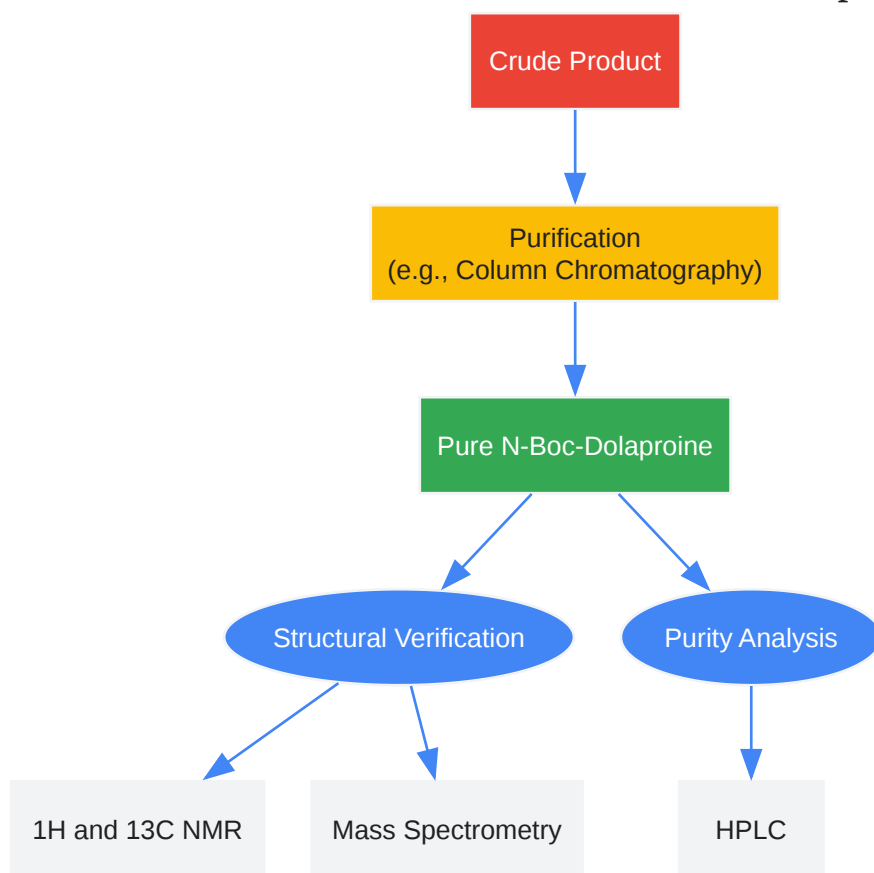 Crude Product
Purification
(e.g., Column Chromatography)
Pure N-Boc-Dolaproine
Structural Verification
Purity Analysis
1H and 13C NMR
Mass Spectrometry
HPLC